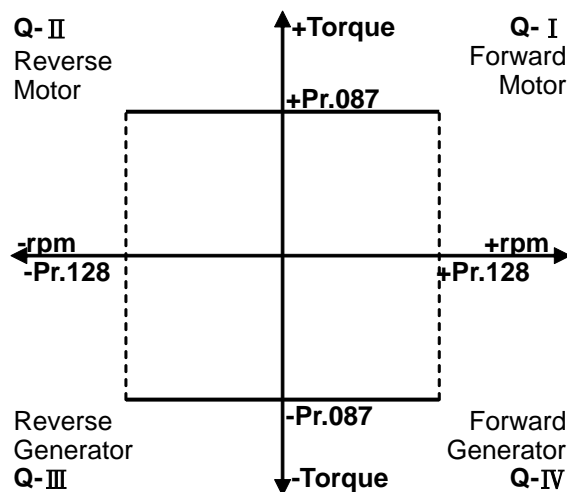 Q-Ⅱ
Reverse
Motor
+Torque
Q-Ⅰ
Forward
Motor
+Pr.087
-rpm
-Pr.128
+rpm
+Pr.128
-Pr.087
Reverse
Generator
Q-Ⅲ
-Torque
Forward
Generator
Q-Ⅳ